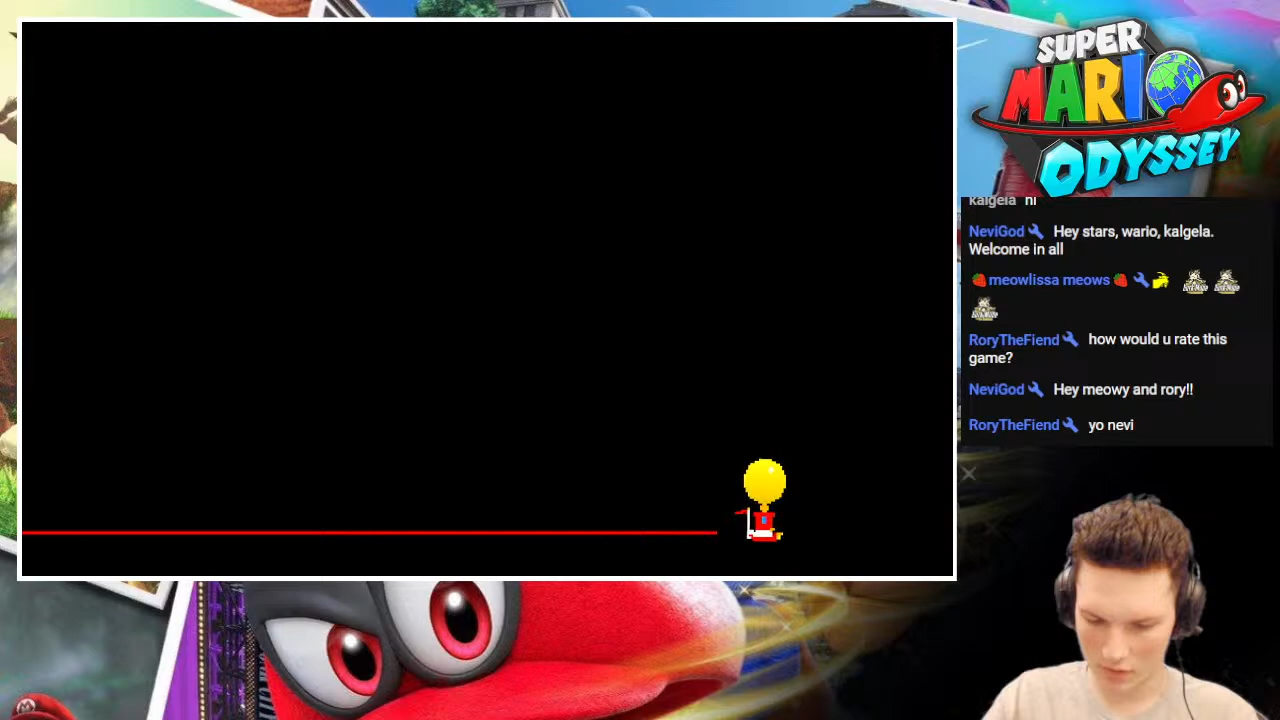 SUPER
MARIO
ODYSSEY
kalgela hi
NeviGod Hey stars, wario, kalgela.
Welcome in all
meowlissa meows
RoryTheFiend how would u rate this
game?
NeviGod Hey meowy and rory!!
RoryTheFiend yo nevi